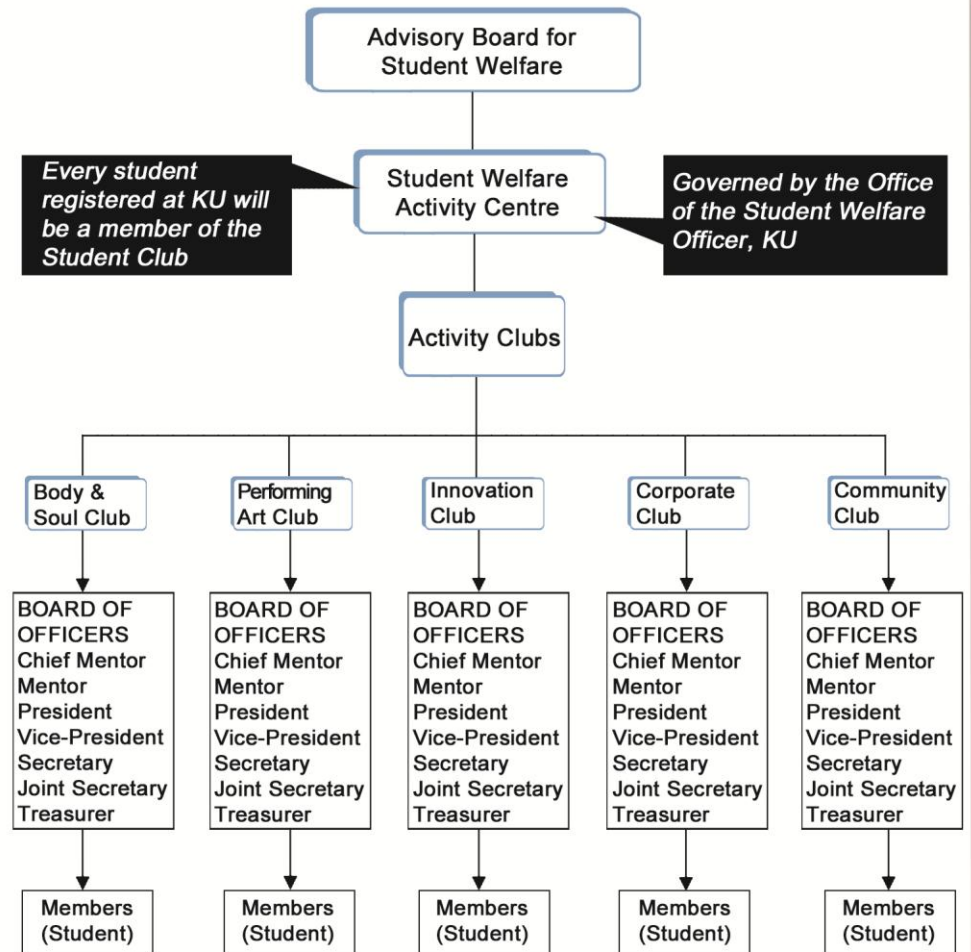 Advisory Board for
Student Welfare
Every student
registered at KU will
be a member of the
Student Club
Student Welfare
Activity Centre
Governed by the Office
of the Student Welfare
Officer, KU
Activity Clubs
Body &
Soul Club
Performing
Art Club
Innovation
Club
Corporate
Club
Community
Club
BOARD OF
OFFICERS
Chief Mentor
Mentor
President
Vice-President
Secretary
Joint Secretary
Treasurer
BOARD OF
OFFICERS
Chief Mentor
Mentor
President
Vice-President
Secretary
Joint Secretary
Treasurer
BOARD OF
OFFICERS
Chief Mentor
Mentor
President
Vice-President
Secretary
Joint Secretary
Treasurer
BOARD OF
OFFICERS
Chief Mentor
Mentor
President
Vice-President
Secretary
Joint Secretary
Treasurer
BOARD OF
OFFICERS
Chief Mentor
Mentor
President
Vice-President
Secretary
Joint Secretary
Treasurer
Members
(Student)
Members
(Student)
Members
(Student)
Members
(Student)
Members
(Student)